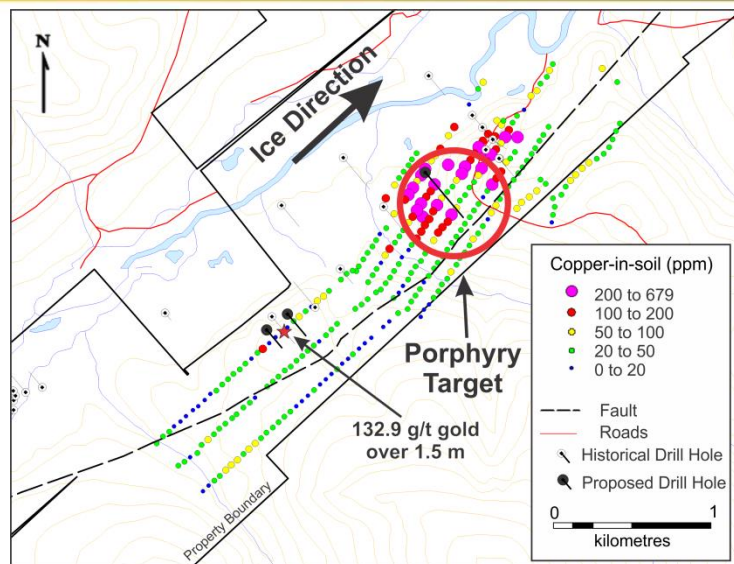 N
Ice Direction
Copper-in-soil (ppm)
200 to 679
100 to 200
50 to 100
20 to 50
0 to 20
Fault
Roads
Historical Drill Hole
Proposed Drill Hole
0 1
kilometres
Porphyry
Target
132.9 g/t gold
over 1.5 m
Property Boundary